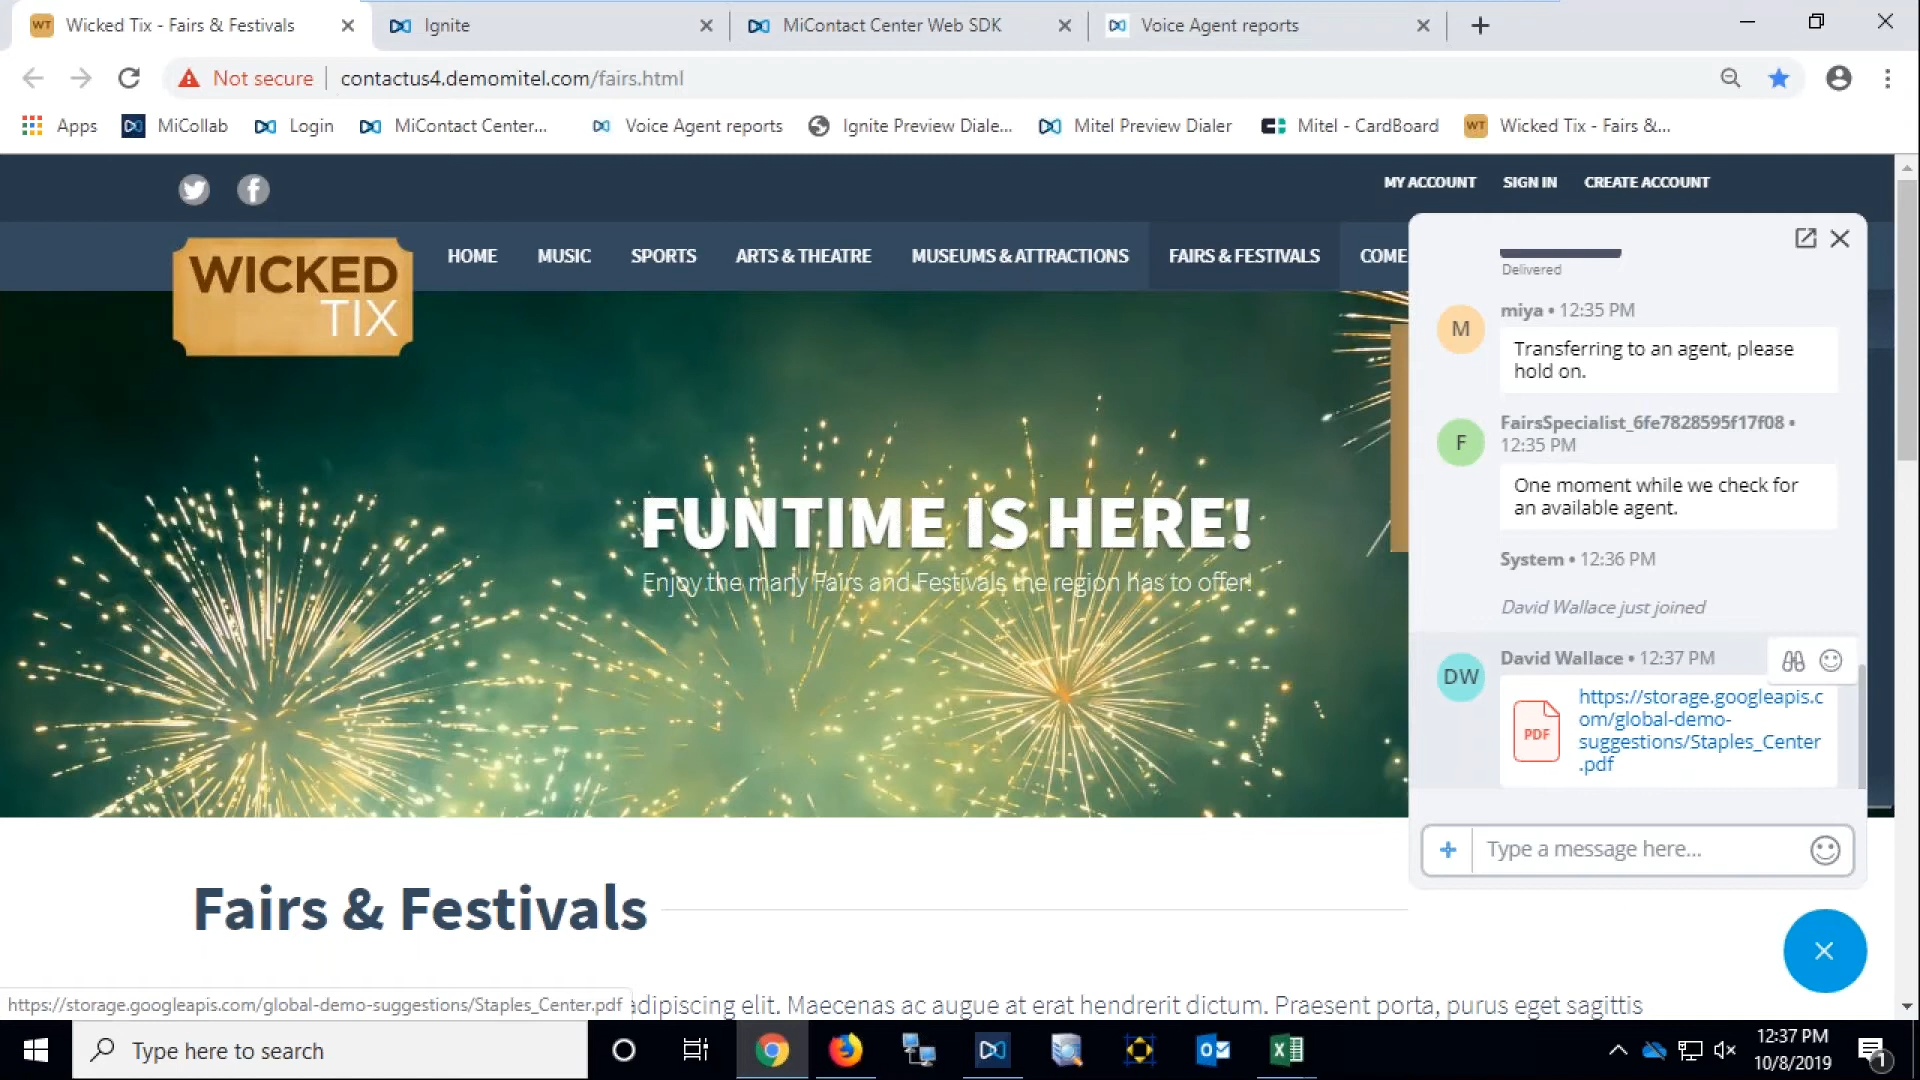 WT Wicked Tix - Fairs & Festivals
Ignite
MiContact Center Web SDK
Voice Agent reports
Not secure contactus4.demomitel.com/fairs.html
Apps MiCollab Login MiContact Center... Voice Agent reports Ignite Preview Diale... Mitel Preview Dialer Mitel - CardBoard WT Wicked Tix - Fairs &...
MY ACCOUNT SIGN IN CREATE ACCOUNT
WICKED
TIX
HOME MUSIC SPORTS ARTS & THEATRE MUSEUMS & ATTRACTIONS FAIRS & FESTIVALS COME
FUNTIME IS HERE!
Enjoy the many Fairs and Festivals the region has to offer!
Delivered
M
miya • 12:35 PM
Transferring to an agent, please
hold on.
F
FairsSpecialist_6fe7828595f17f08 •
12:35 PM
One moment while we check for
an available agent.
System • 12:36 PM
David Wallace just joined
DW
David Wallace • 12:37 PM
PDF
https://storage.googleapis.c
om/global-demo-
suggestions/Staples_Center
.pdf
Type a message here...
Fairs & Festivals
https://storage.googleapis.com/global-demo-suggestions/Staples_Center.pdf
adipiscing elit. Maecenas ac augue at erat hendrerit dictum. Praesent porta, purus eget sagittis
Type here to search
12:37 PM
10/8/2019
1